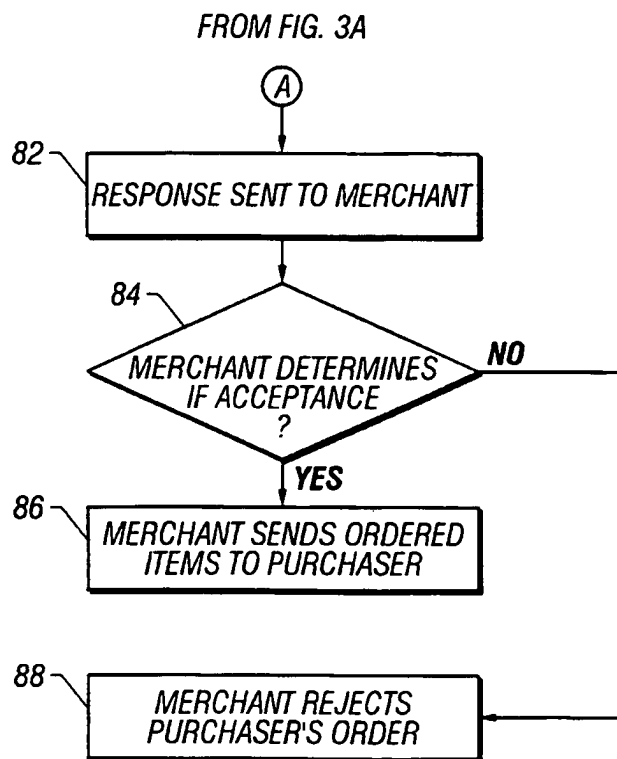 FROM FIG. 3A
A
82
RESPONSE SENT TO MERCHANT
84
MERCHANT DETERMINES
IF ACCEPTANCE
?
NO
YES
86
MERCHANT SENDS ORDERED
ITEMS TO PURCHASER
88
MERCHANT REJECTS
PURCHASER'S ORDER